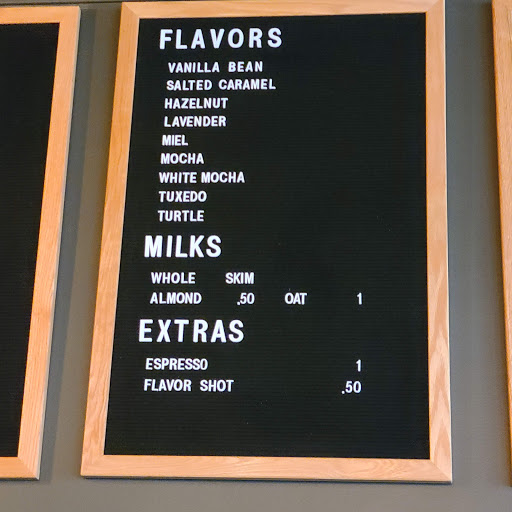 FLAVORS
VANILLA BEAN
SALTED CARAMEL
HAZELNUT
LAVENDER
MIEL
MOCHA
WHITE MOCHA
TUXEDO
TURTLE
MILKS
WHOLE SKIM
ALMOND .50 OAT 1
EXTRAS
ESPRESSO 1
FLAVOR SHOT .50